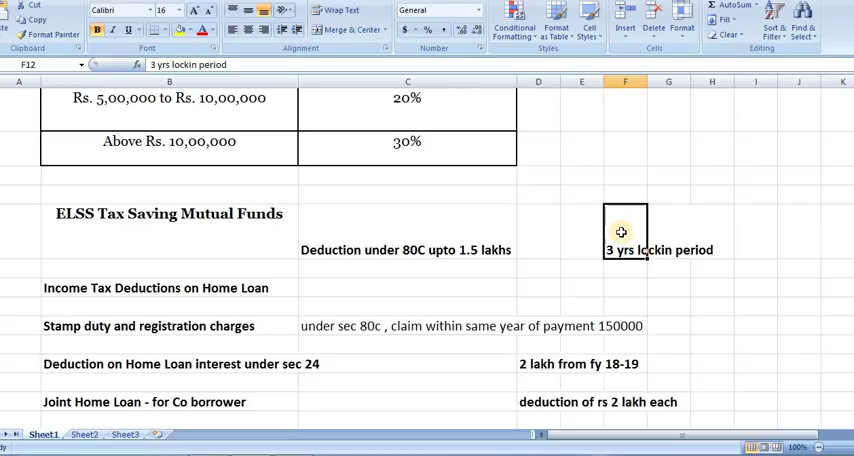 Cut
Copy
Format Painter
Clipboard
Calibri 16
B I U
Font
Wrap Text
Merge & Center
Alignment
General
$ % ,
Number
Conditional Formatting
Format as Table
Cell Styles
Styles
Insert Delete Format
Cells
Σ AutoSum
Fill
Clear
Sort & Filter
Find & Select
Editing
F12 fx 3 yrs lockin period
A B C D E F G H I J K
Rs. 5,00,000 to Rs. 10,00,000 20%
Above Rs. 10,00,000 30%
ELSS Tax Saving Mutual Funds
Deduction under 80C upto 1.5 lakhs 3 yrs lockin period
Income Tax Deductions on Home Loan
Stamp duty and registration charges under sec 80c , claim within same year of payment 150000
Deduction on Home Loan interest under sec 24 2 lakh from fy 18-19
Joint Home Loan - for Co borrower deduction of rs 2 lakh each
Sheet1 Sheet2 Sheet3
100%